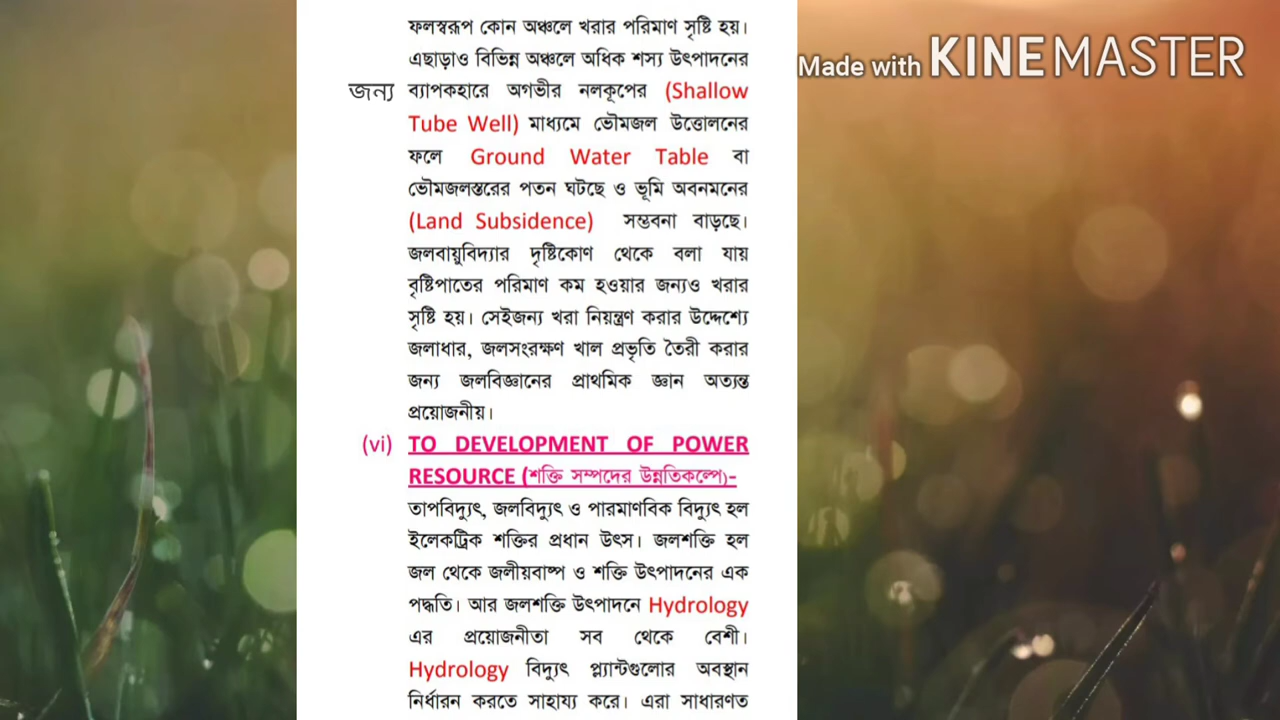 ফলস্বরূপ কোন অঞ্চলে খরার পরিমাণ সৃষ্টি হয়।
এছাড়াও বিভিন্ন অঞ্চলে অধিক শস্য উৎপাদনের
জন্য ব্যাপকহারে অগভীর নলকূপের (Shallow
Tube Well) মাধ্যমে ভৌমজল উত্তোলনের
ফলে Ground Water Table বা
ভৌমজলস্তরের পতন ঘটছে ও ভূমি অবনমনের
(Land Subsidence) সম্ভবনা বাড়ছে।
জলবায়ুবিদ্যার দৃষ্টিকোণ থেকে বলা যায়
বৃষ্টিপাতের পরিমাণ কম হওয়ার জন্যও খরার
সৃষ্টি হয়। সেইজন্য খরা নিয়ন্ত্রণ করার উদ্দেশ্যে
জলাধার, জলসংরক্ষণ খাল প্রভৃতি তৈরী করার
জন্য জলবিজ্ঞানের প্রাথমিক জ্ঞান অত্যন্ত
প্রয়োজনীয়।
(vi) TO DEVELOPMENT OF POWER
RESOURCE (শক্তি সম্পদের উন্নতিকল্পে)-
তাপবিদ্যুৎ, জলবিদ্যুৎ ও পারমাণবিক বিদ্যুৎ হল
ইলেকট্রিক শক্তির প্রধান উৎস। জলশক্তি হল
জল থেকে জলীয়বাষ্প ও শক্তি উৎপাদনের এক
পদ্ধতি। আর জলশক্তি উৎপাদনে Hydrology
এর প্রয়োজনীতা সব থেকে বেশী।
Hydrology বিদ্যুৎ প্ল্যান্টগুলোর অবস্থান
নির্ধারন করতে সাহায্য করে। এরা সাধারণত
Made with KINEMASTER